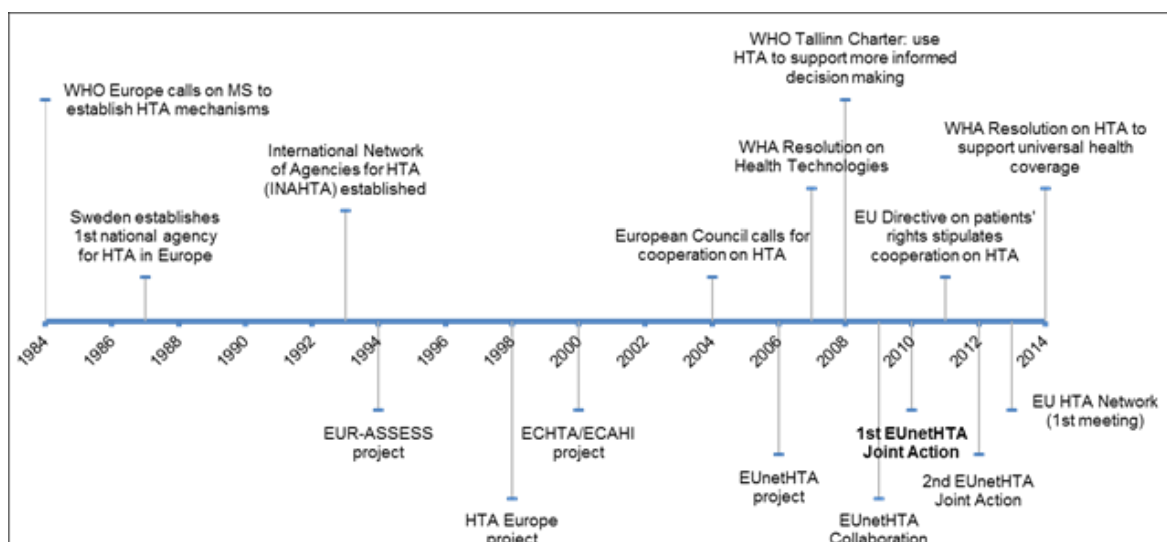 WHO Europe calls on MS to
establish HTA mechanisms
Sweden establishes
1st national agency
for HTA in Europe
International Network
of Agencies for HTA
(INAHTA) established
European Council calls for
cooperation on HTA
WHA Resolution on
Health Technologies
WHO Tallinn Charter: use
HTA to support more informed
decision making
EU Directive on patients'
rights stipulates
cooperation on HTA
WHA Resolution on HTA to
support universal health
coverage
1984
1986
1988
1990
1992
1994
1996
1998
2000
2002
2004
2006
2008
2010
2012
2014
EUR-ASSESS
project
HTA Europe
project
ECHTA/ECAHI
project
EUnetHTA
project
EUnetHTA
Collaboration
1st EUnetHTA
Joint Action
2nd EUnetHTA
Joint Action
EU HTA Network
(1st meeting)